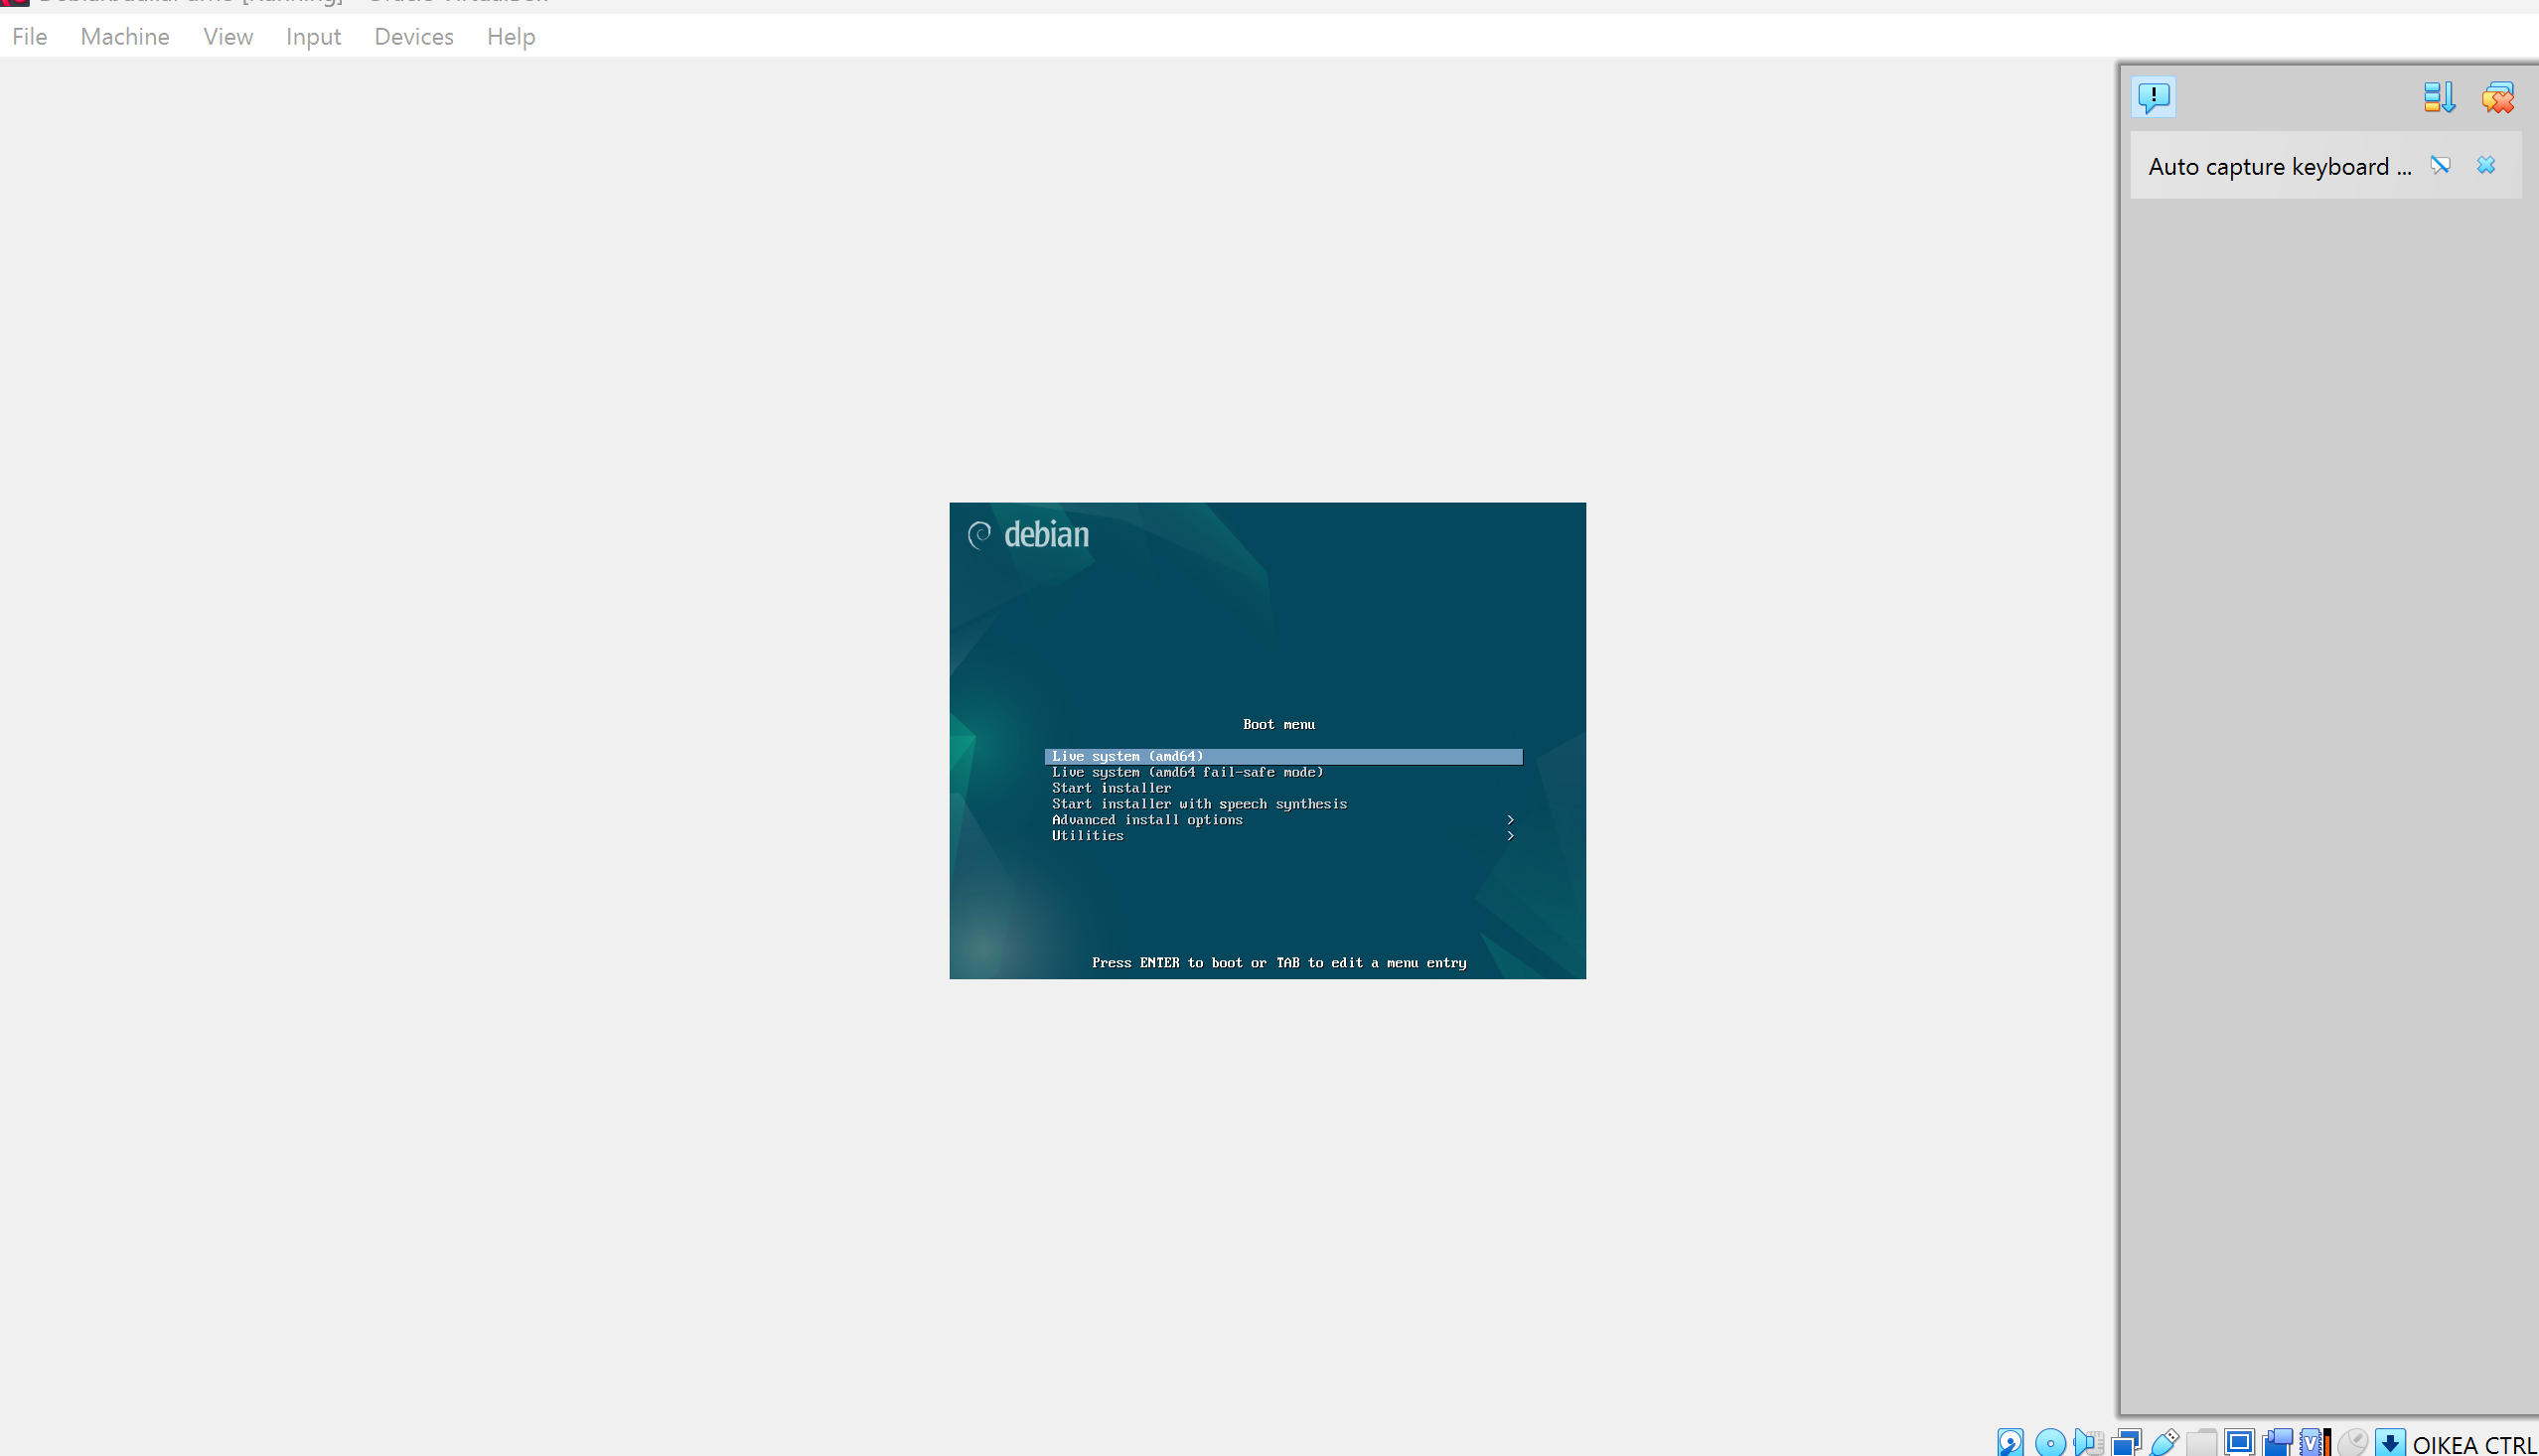 [Running] - Oracle VirtualBox
File Machine View Input Devices Help
Auto capture keyboard ...
debian
Boot menu
Live system (amd64)
Live system (amd64 fail-safe mode)
Start installer
Start installer with speech synthesis
Advanced install options >
Utilities >
Press ENTER to boot or TAB to edit a menu entry
ΔΕΞΙΑ CTRL